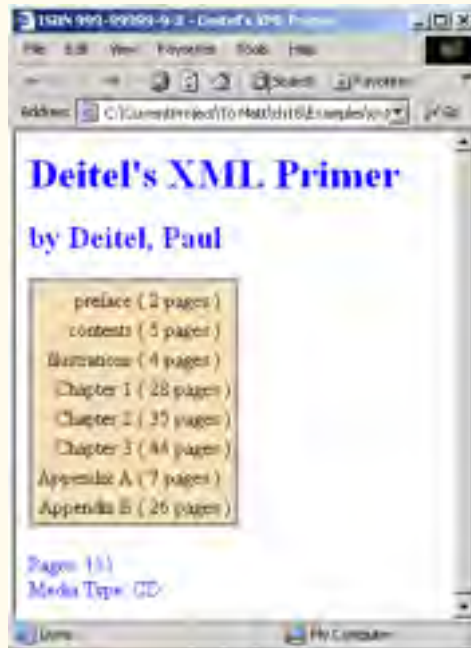 ISBN 999-99999-9-X - Deitel's XML Primer
File Edit View Favorites Tools Help
Search Favorites
Address
Deitel's XML Primer
by Deitel, Paul
preface ( 2 pages )
contents ( 5 pages )
illustrations ( 4 pages )
Chapter 1 ( 28 pages )
Chapter 2 ( 35 pages )
Chapter 3 ( 44 pages )
Appendix A ( 7 pages )
Appendix B ( 26 pages )
Pages: 151
Media Type: CD
Done My Computer